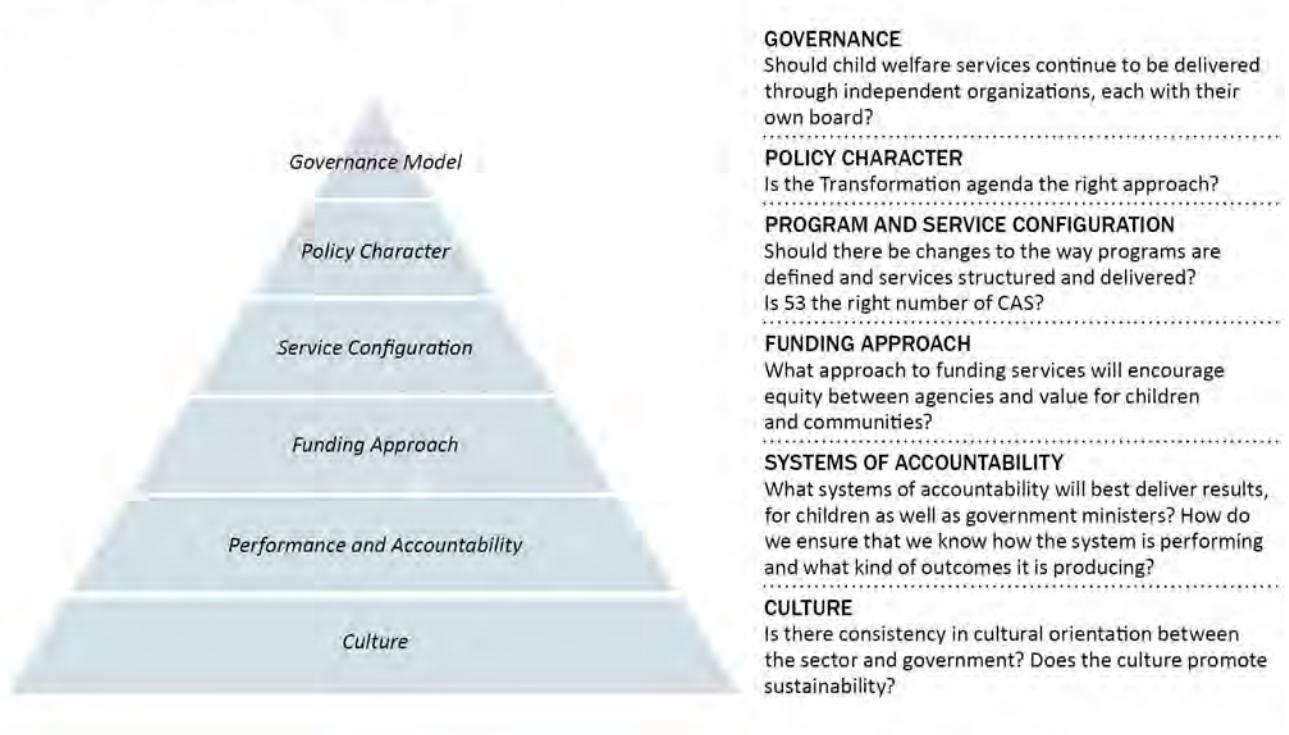 Governance Model
Policy Character
Service Configuration
Funding Approach
Performance and Accountability
Culture
GOVERNANCE
Should child welfare services continue to be delivered
through independent organizations, each with their
own board?
POLICY CHARACTER
Is the Transformation agenda the right approach?
PROGRAM AND SERVICE CONFIGURATION
Should there be changes to the way programs are
defined and services structured and delivered?
Is 53 the right number of CAS?
FUNDING APPROACH
What approach to funding services will encourage
equity between agencies and value for children
and communities?
SYSTEMS OF ACCOUNTABILITY
What systems of accountability will best deliver results,
for children as well as government ministers? How do
we ensure that we know how the system is performing
and what kind of outcomes it is producing?
CULTURE
Is there consistency in cultural orientation between
the sector and government? Does the culture promote
sustainability?